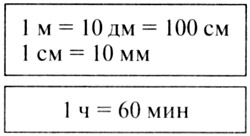 1 м = 10 дм = 100 см
1 см = 10 мм
1 ч = 60 мин